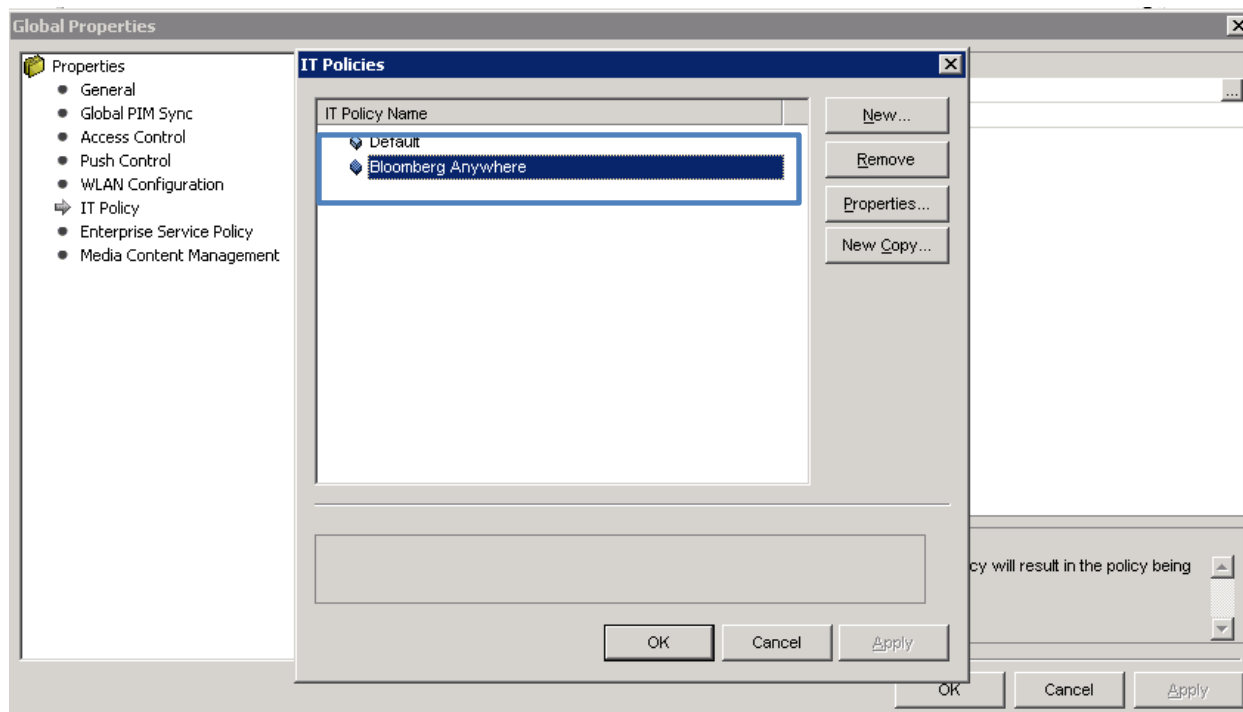 Global Properties
Properties
General
Global PIM Sync
Access Control
Push Control
WLAN Configuration
IT Policy
Enterprise Service Policy
Media Content Management
IT Policies
IT Policy Name
Default
Bloomberg Anywhere
New...
Remove
Properties...
New Copy...
OK
Cancel
Apply
...
cy will result in the policy being
OK
Cancel
Apply